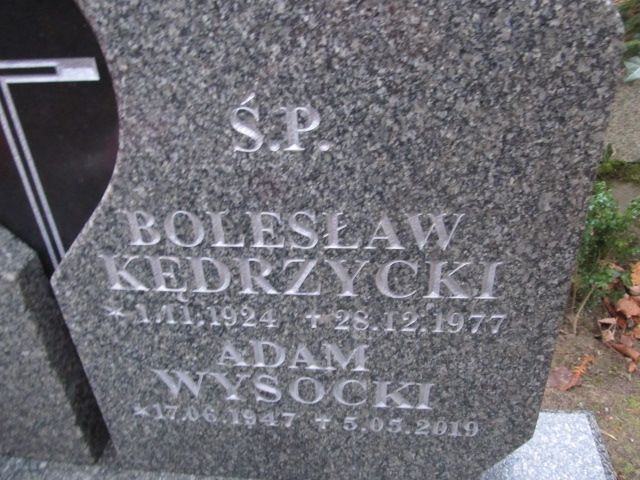 Ś.P.
BOLESŁAW
KĘDRZYCKI
* 1.11.1924 + 28.12.1977
ADAM
WYSOCKI
* 17.06.1947 + 5.05.2019